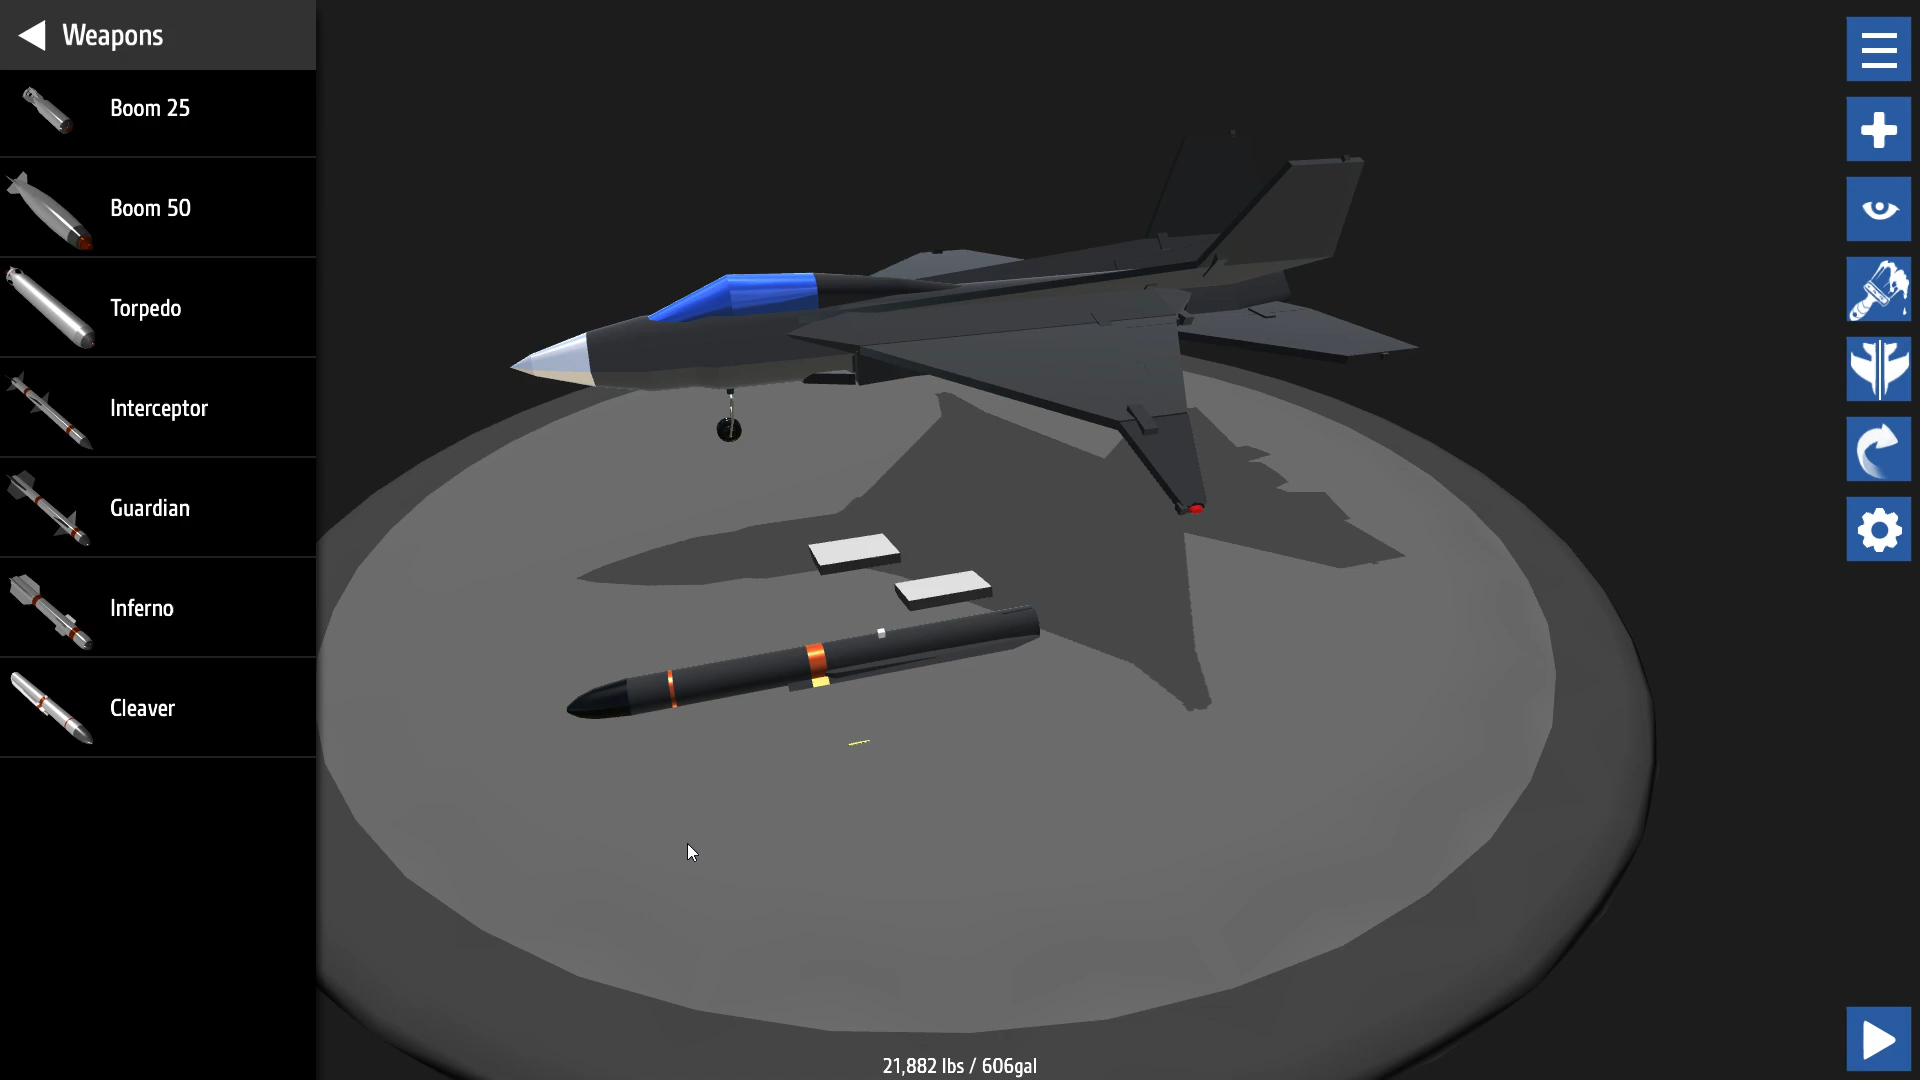 Weapons
Boom 25
Boom 50
Torpedo
Interceptor
Guardian
Inferno
Cleaver
21,882 lbs / 606gal